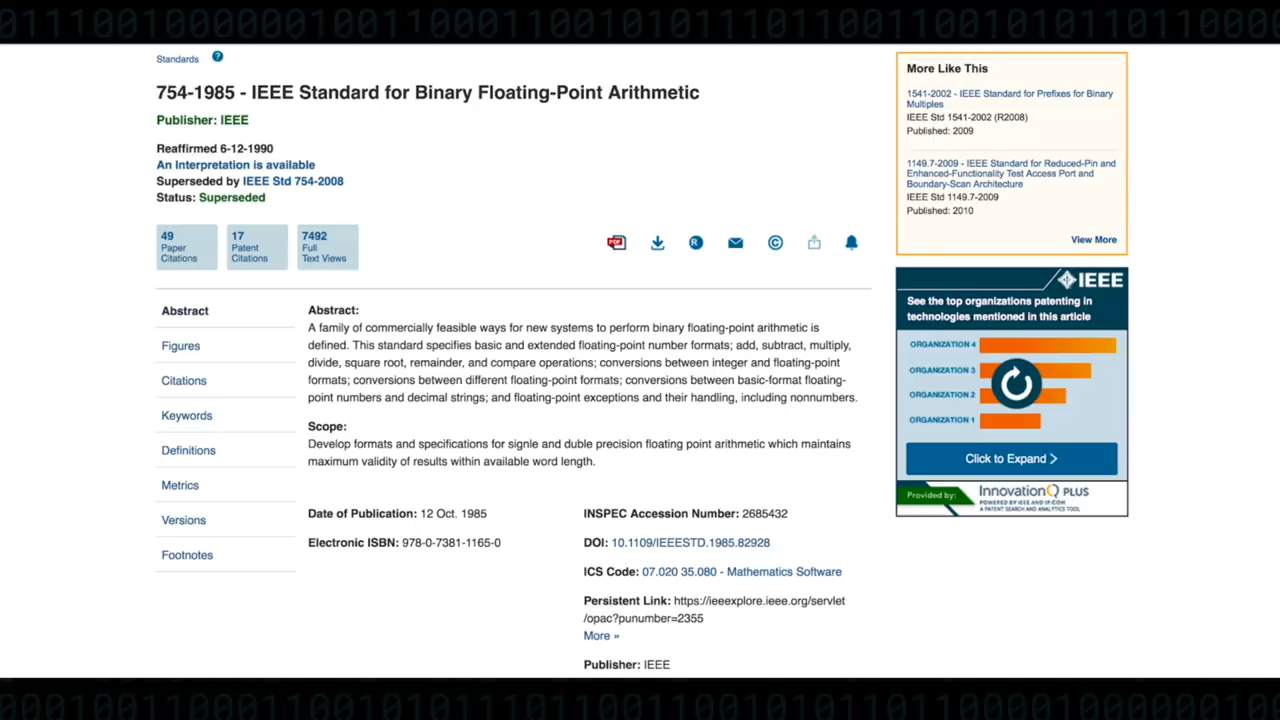 Standards ?
754-1985 - IEEE Standard for Binary Floating-Point Arithmetic
Publisher: IEEE
Reaffirmed 6-12-1990
An Interpretation is available
Superseded by IEEE Std 754-2008
Status: Superseded
49
Paper
Citations
17
Patent
Citations
7492
Full
Text Views
PDF
R
C
Abstract
Figures
Citations
Keywords
Definitions
Metrics
Versions
Footnotes
Abstract:
A family of commercially feasible ways for new systems to perform binary floating-point arithmetic is
defined. This standard specifies basic and extended floating-point number formats; add, subtract, multiply,
divide, square root, remainder, and compare operations; conversions between integer and floating-point
formats; conversions between different floating-point formats; conversions between basic-format floating-
point numbers and decimal strings; and floating-point exceptions and their handling, including nonnumbers.
Scope:
Develop formats and specifications for signle and duble precision floating point arithmetic which maintains
maximum validity of results within available word length.
Date of Publication: 12 Oct. 1985
Electronic ISBN: 978-0-7381-1165-0
INSPEC Accession Number: 2685432
DOI: 10.1109/IEEESTD.1985.82928
ICS Code: 07.020 35.080 - Mathematics Software
Persistent Link: https://ieeexplore.ieee.org/servlet
/opac?punumber=2355
More »
Publisher: IEEE
More Like This
1541-2002 - IEEE Standard for Prefixes for Binary
Multiples
IEEE Std 1541-2002 (R2008)
Published: 2009
1149.7-2009 - IEEE Standard for Reduced-Pin and
Enhanced-Functionality Test Access Port and
Boundary-Scan Architecture
IEEE Std 1149.7-2009
Published: 2010
View More
IEEE
See the top organizations patenting in
technologies mentioned in this article
ORGANIZATION 4
ORGANIZATION 3
ORGANIZATION 2
ORGANIZATION 1
Click to Expand >
Provided by:
InnovationQ PLUS
POWERED BY IEEE AND IP.COM
A PATENT SEARCH AND ANALYTICS TOOL